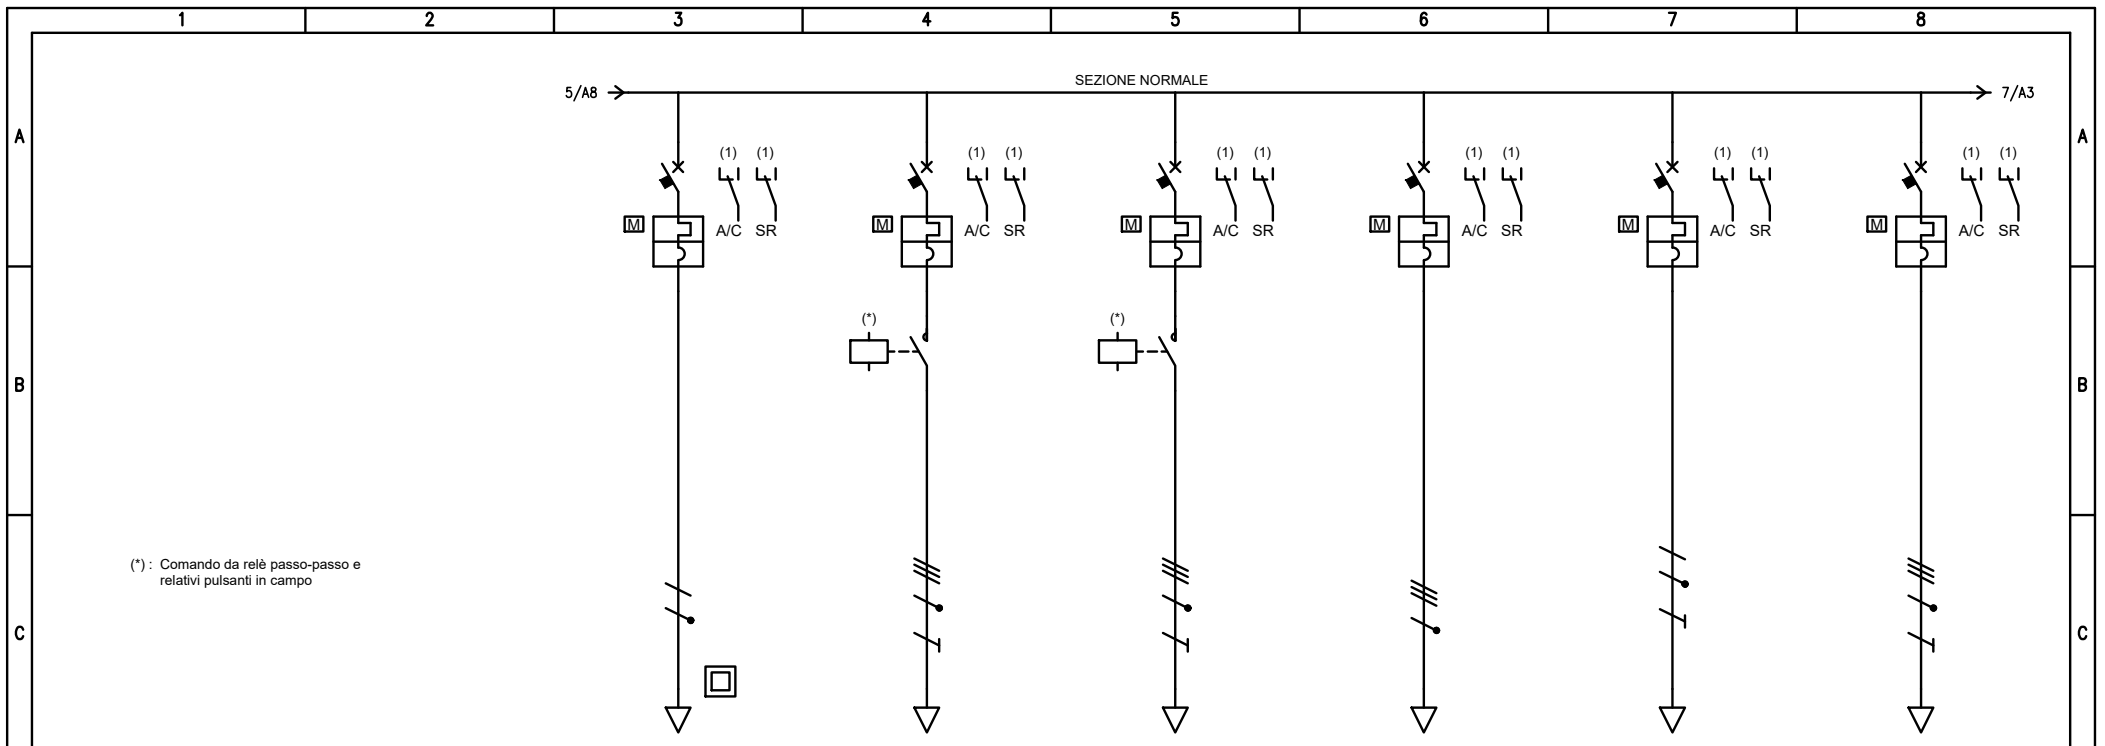 1 2 3 4 5 6 7 8
SEZIONE NORMALE
5/A8 7/A3
A A
(1) (1) (1) (1) (1) (1) (1) (1) (1) (1) (1) (1)
M A/C SR M A/C SR M A/C SR M A/C SR M A/C SR M A/C SR
(*) (*)
B B
(*) : Comando da relè passo-passo e
relativi pulsanti in campo
C C